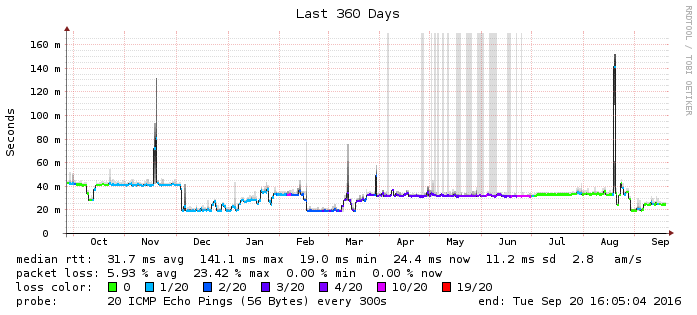 Last 360 Days
RRDTOOL / TOBI OETIKER
Seconds
160 m
140 m
120 m
100 m
80 m
60 m
40 m
20 m
0
Oct Nov Dec Jan Feb Mar Apr May Jun Jul Aug Sep
median rtt: 31.7 ms avg 141.1 ms max 19.0 ms min 24.4 ms now 11.2 ms sd 2.8 am/s
packet loss: 5.93 % avg 23.42 % max 0.00 % min 0.00 % now
loss color: 0 1/20 2/20 3/20 4/20 10/20 19/20
probe: 20 ICMP Echo Pings (56 Bytes) every 300s end: Tue Sep 20 16:05:04 2016